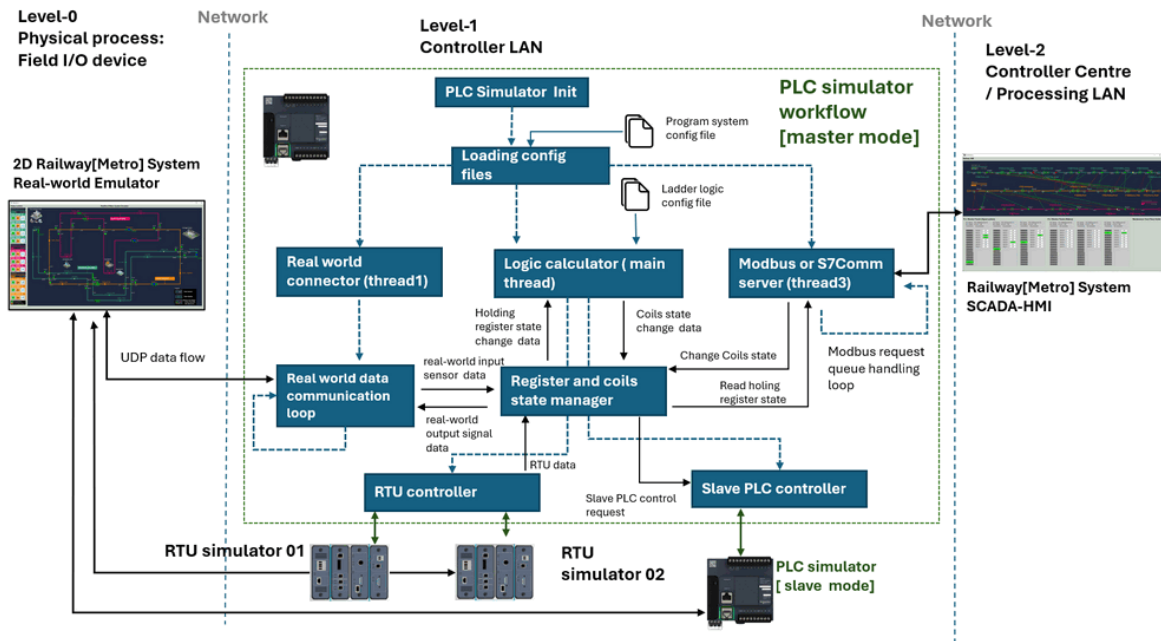 Level-0
Physical process:
Field I/O device
Network
Level-1
Controller LAN
Network
Level-2
Controller Centre
/ Processing LAN
PLC simulator
workflow
[master mode]
PLC Simulator Init
Program system
config file
Loading config
files
Ladder logic
config file
2D Railway[Metro] System
Real-world Emulator
Real world
connector (thread1)
Logic calculator ( main
thread)
Modbus or S7Comm
server (thread3)
Railway[Metro] System
SCADA-HMI
Holding
register state
change data
Coils state
change data
Change Coils state
Modbus request
queue handling
loop
UDP data flow
real-world input
sensor data
Real world data
communication
loop
Register and coils
state manager
Read holing
register state
real-world
output signal
data
RTU data
RTU controller
Slave PLC control
request
Slave PLC controller
RTU simulator 01
RTU
simulator 02
PLC simulator
[ slave mode]